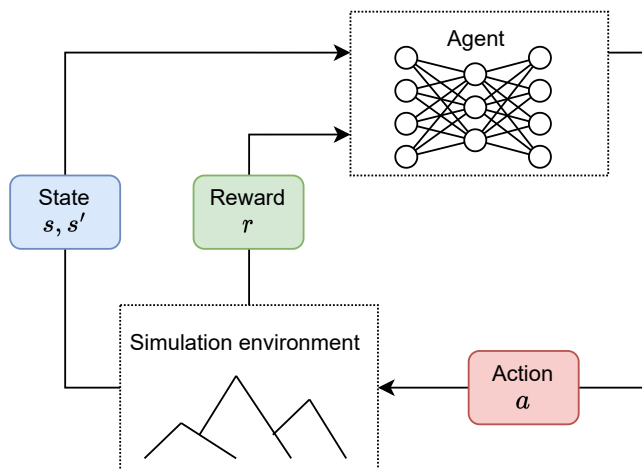 Agent
State
s, s′
Reward
r
Simulation environment
Action
a